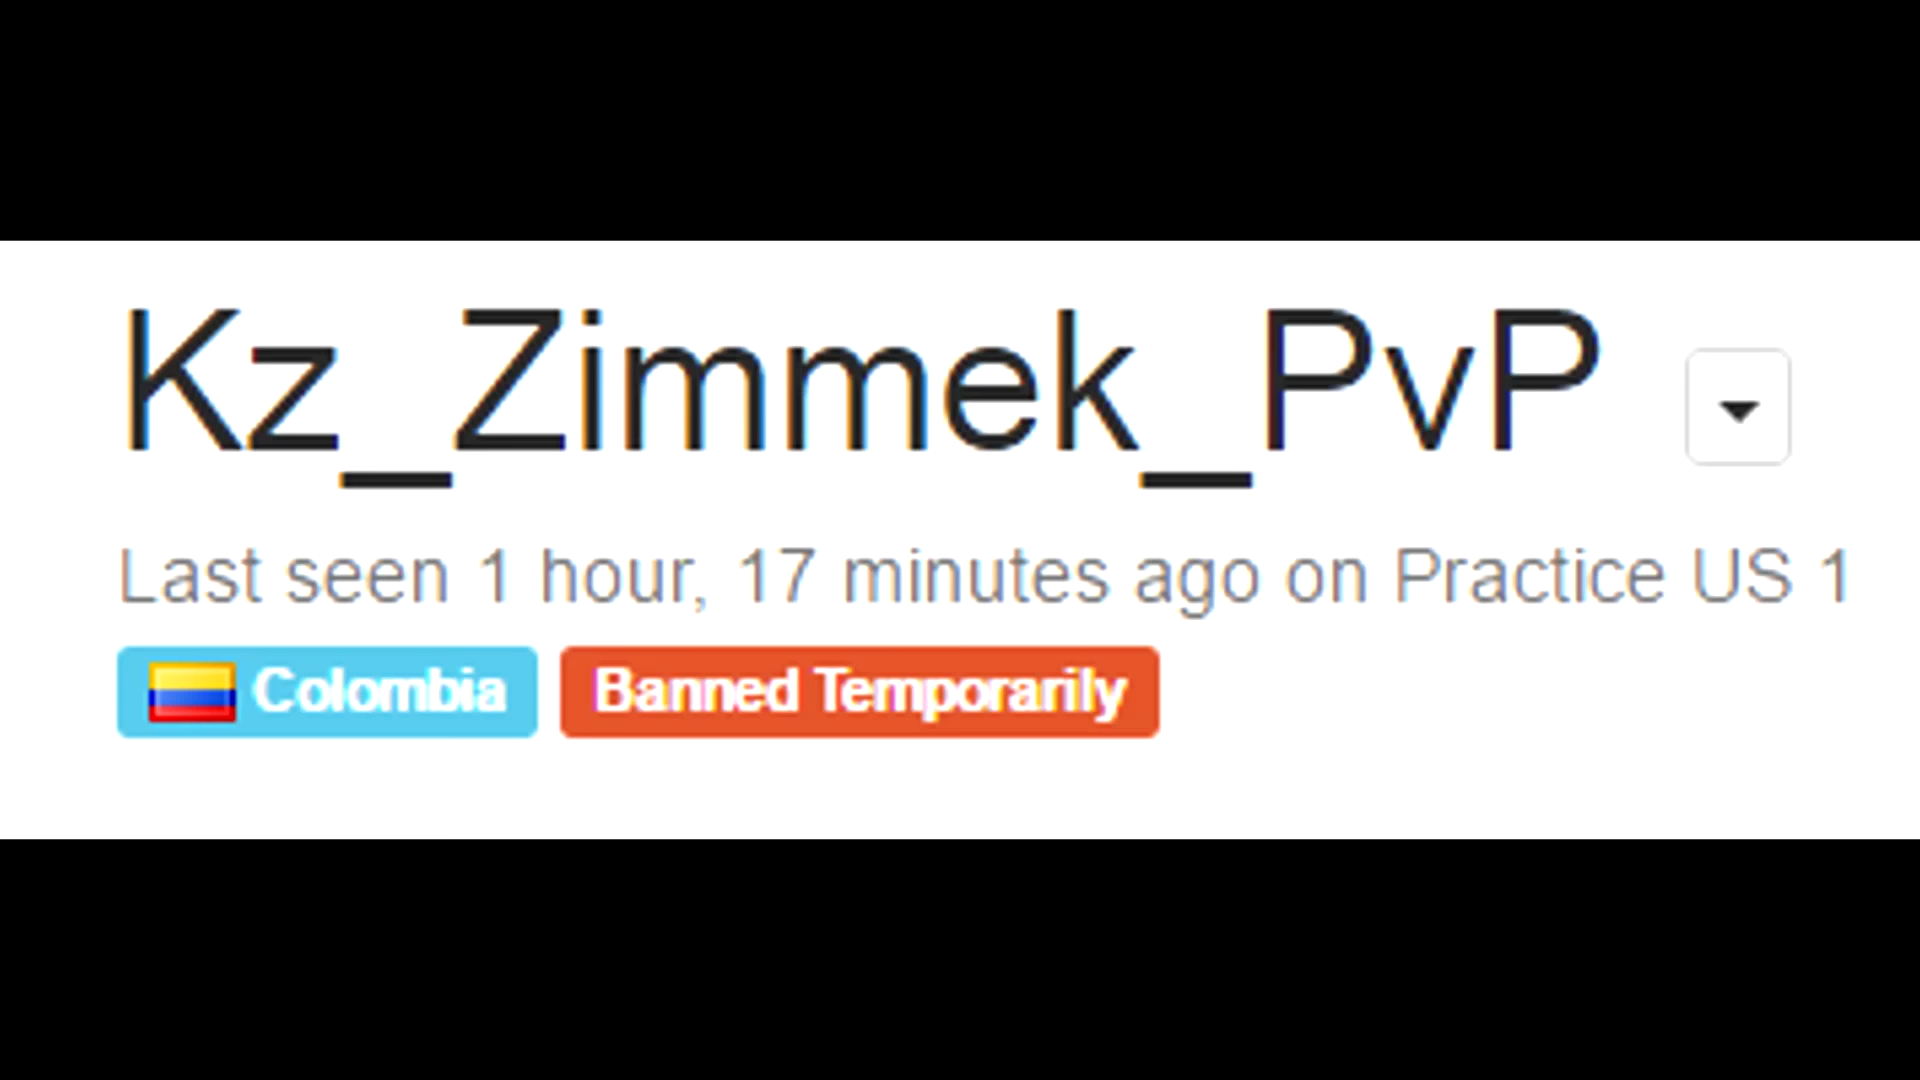 Kz_Zimmek_PvP
Last seen 1 hour, 17 minutes ago on Practice US 1
Colombia Banned Temporarily